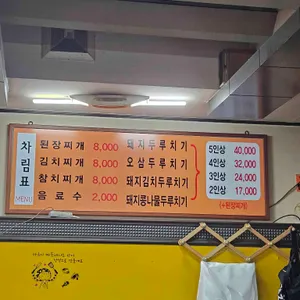 차림표
MENU
된장찌개 8,000 돼지두루치기 5인상 40,000
김치찌개 8,000 오삼두루치기 4인상 32,000
참치찌개 8,000 돼지김치두루치기 3인상 24,000
음료수 2,000 돼지콩나물두루치기 2인상 17,000
(+된장찌개)